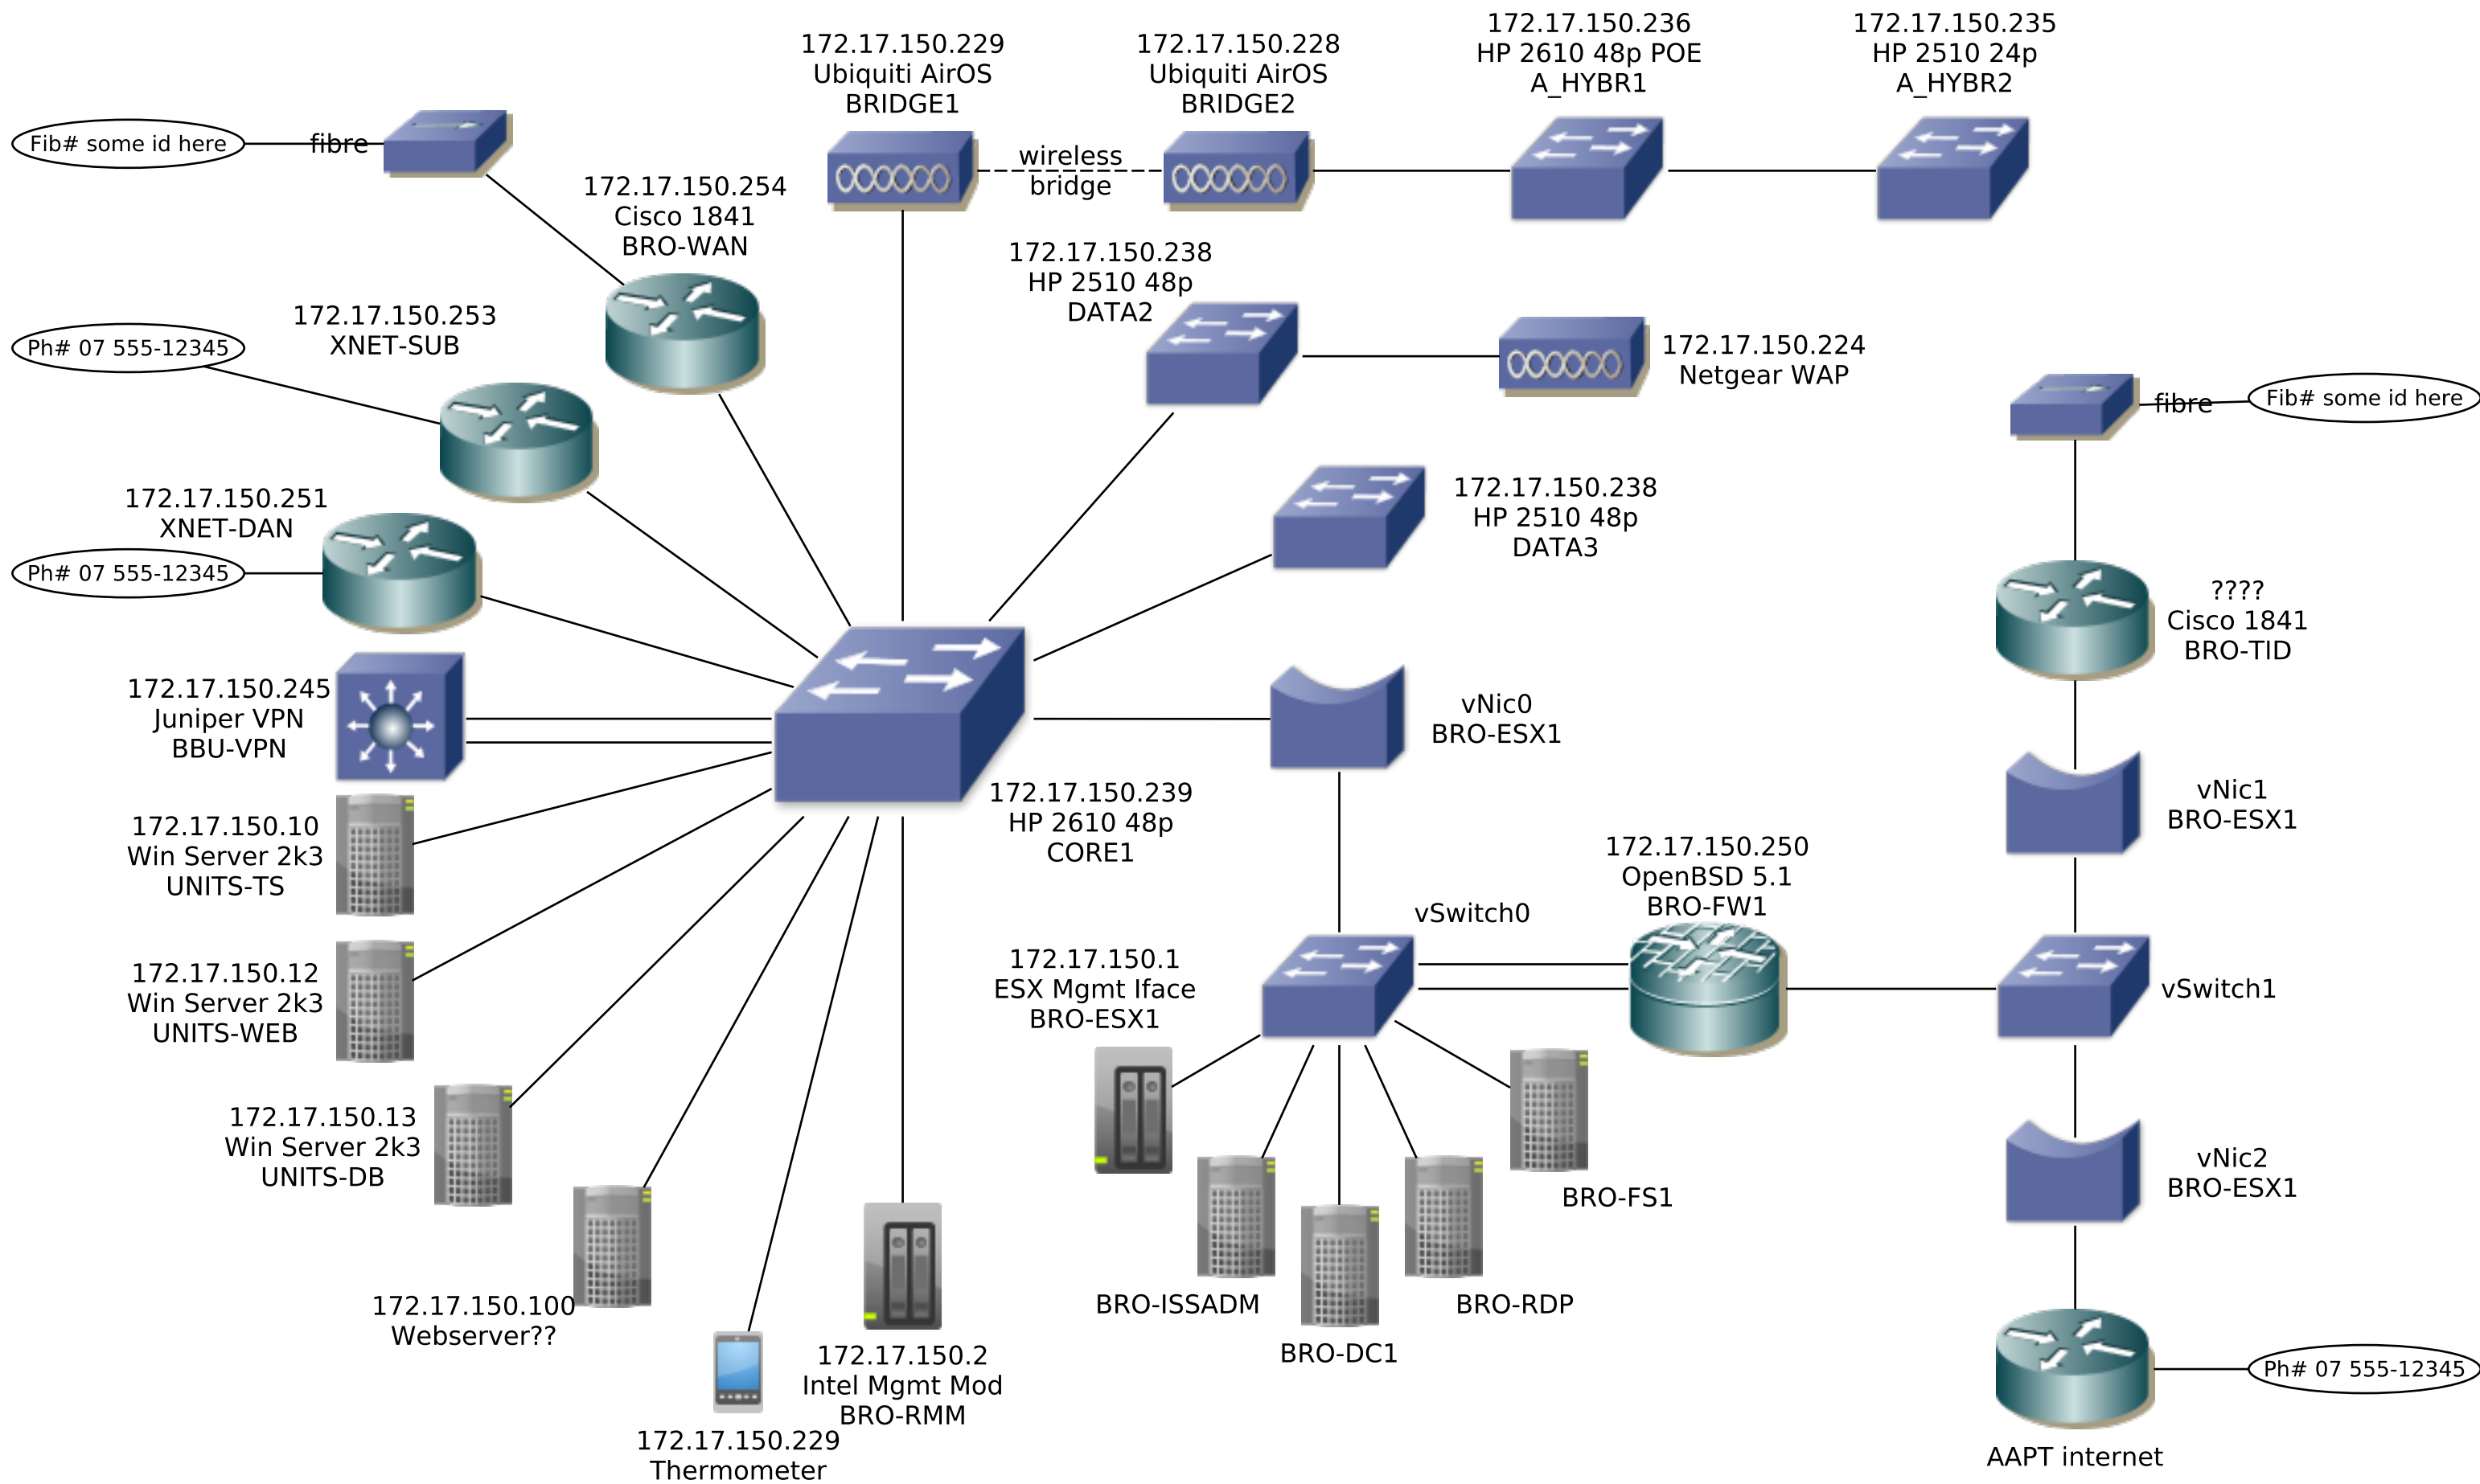 172.17.150.229
Ubiquiti AirOS
BRIDGE1
172.17.150.228
Ubiquiti AirOS
BRIDGE2
172.17.150.236
HP 2610 48p POE
A_HYBR1
172.17.150.235
HP 2510 24p
A_HYBR2
Fib# some id here
fibre
wireless
bridge
172.17.150.254
Cisco 1841
BRO-WAN
172.17.150.238
HP 2510 48p
DATA2
172.17.150.253
XNET-SUB
Ph# 07 555-12345
172.17.150.224
Netgear WAP
fibre
Fib# some id here
172.17.150.251
XNET-DAN
Ph# 07 555-12345
172.17.150.238
HP 2510 48p
DATA3
????
Cisco 1841
BRO-TID
172.17.150.245
Juniper VPN
BBU-VPN
vNic0
BRO-ESX1
172.17.150.239
HP 2610 48p
CORE1
vNic1
BRO-ESX1
172.17.150.10
Win Server 2k3
UNITS-TS
172.17.150.250
OpenBSD 5.1
BRO-FW1
vSwitch0
172.17.150.1
ESX Mgmt Iface
BRO-ESX1
vSwitch1
172.17.150.12
Win Server 2k3
UNITS-WEB
172.17.150.13
Win Server 2k3
UNITS-DB
vNic2
BRO-ESX1
BRO-FS1
BRO-ISSADM
BRO-RDP
BRO-DC1
172.17.150.100
Webserver??
172.17.150.2
Intel Mgmt Mod
BRO-RMM
Ph# 07 555-12345
172.17.150.229
Thermometer
AAPT internet